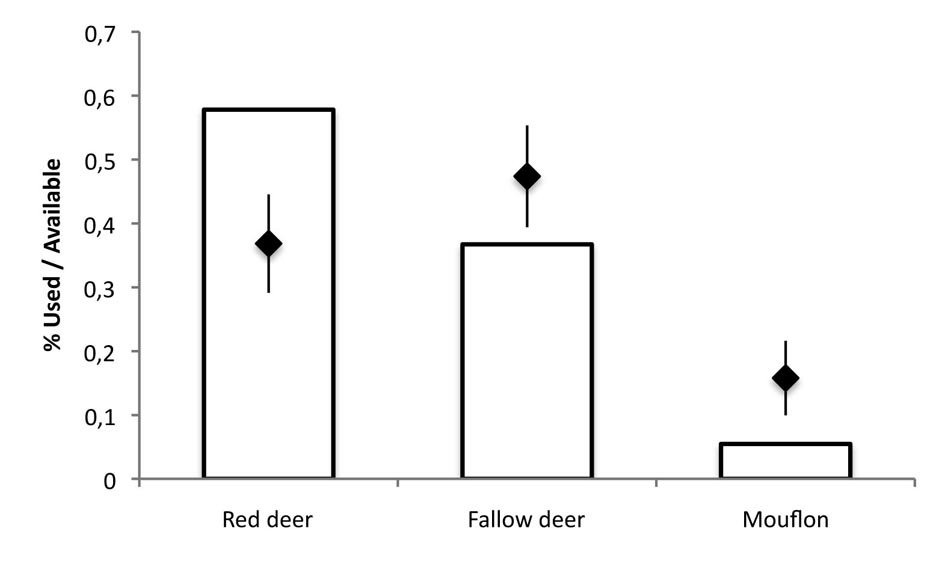 % Used / Available
0,7
0,6
0,5
0,4
0,3
0,2
0,1
0
Red deer
Fallow deer
Mouflon